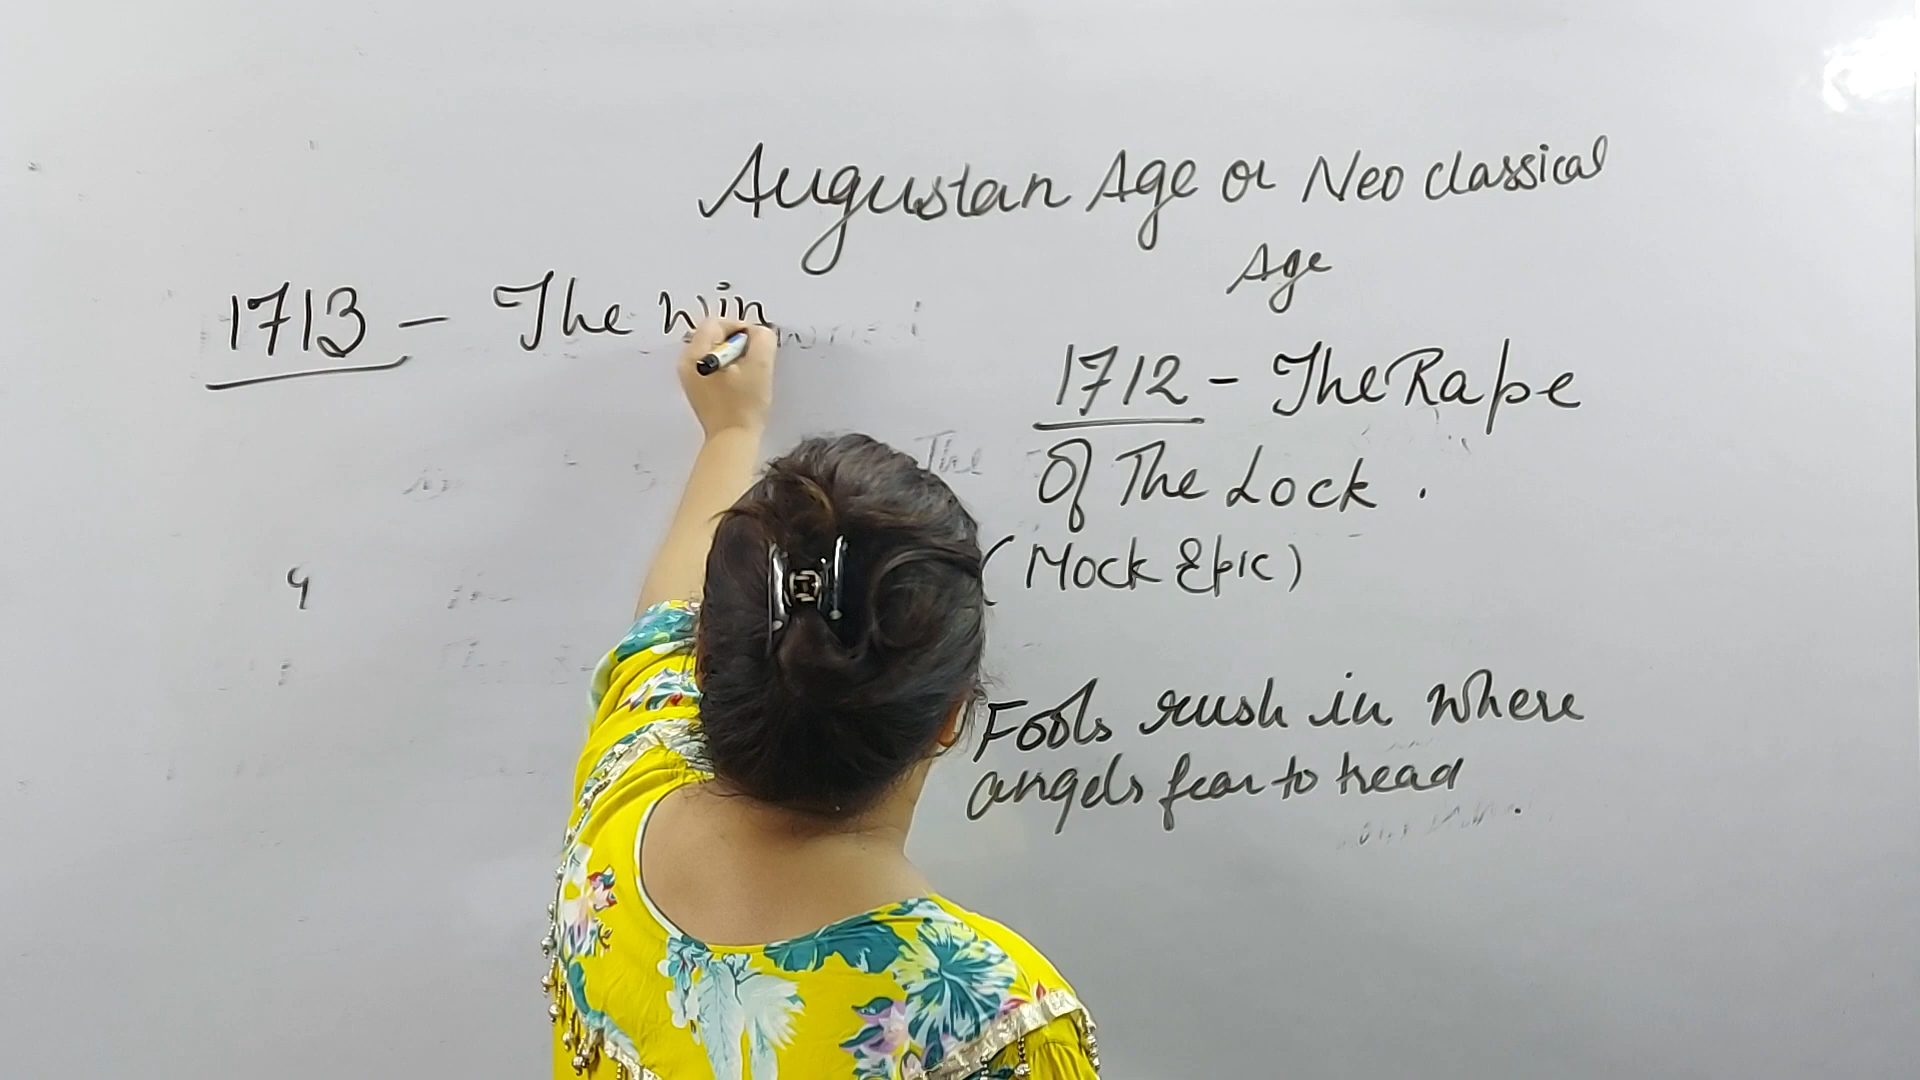 Augustan Age or Neo classical
Age
1713 - The Win
1712 - The Rape
Of The Lock .
(Mock Epic)
Fools rush in where
angels fear to tread